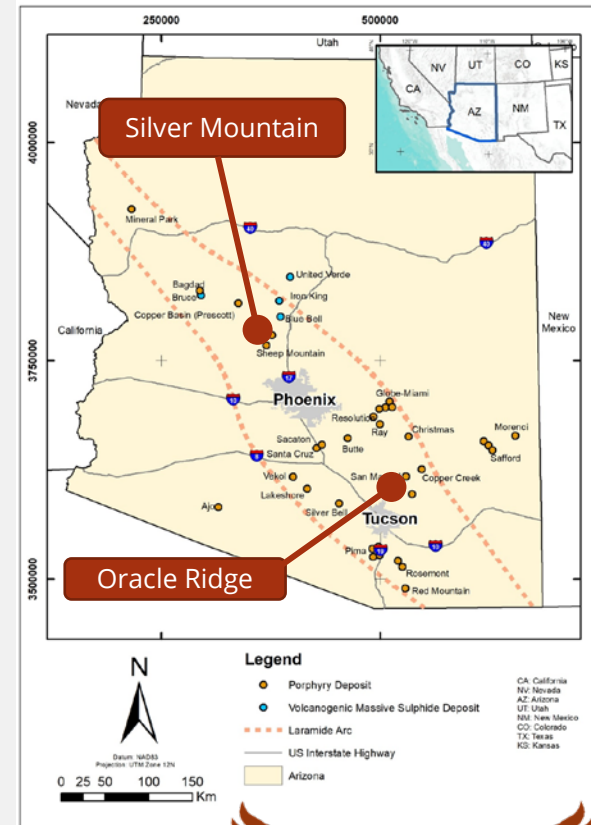 250000
500000
Utah
Nevada
NV
UT
CO
KS
CA
AZ
NM
TX
Silver Mountain
4000000
Mineral Park
40
40
United Verde
Bagdad
Bruce
Iron King
Copper Basin (Prescott)
Blue Bell
New
Mexico
California
Sheep Mountain
3750000
17
10
Phoenix
Globe-Miami
Resolution
Ray
Christmas
Morenci
Sacaton
Santa Cruz
Butte
Safford
8
San Man
Copper Creek
Vekol
Lakeshore
Ajo
Silver Bell
Tucson
Pima
19
10
Rosemont
Oracle Ridge
Red Mountain
3500000
N
Datum: NAD83
Projection: UTM Zone 12N
0 25 50 100 150
Km
Legend
Porphyry Deposit
Volcanogenic Massive Sulphide Deposit
Laramide Arc
US Interstate Highway
Arizona
CA: California
NV: Nevada
AZ: Arizona
UT: Utah
NM: New Mexico
CO: Colorado
TX: Texas
KS: Kansas